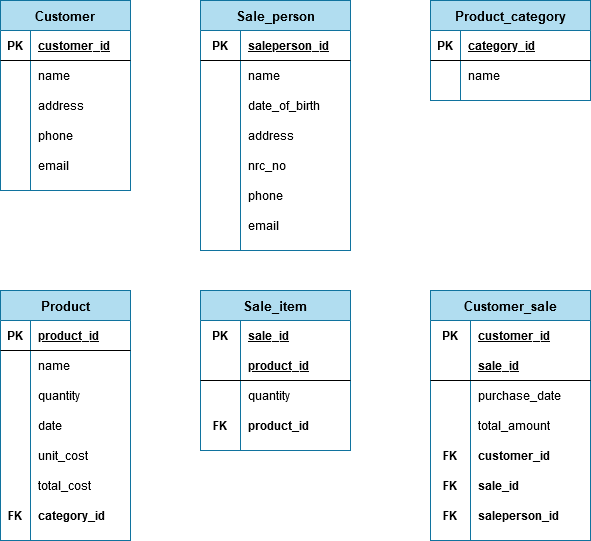 Customer
PK customer_id
name
address
phone
email
Sale_person
PK saleperson_id
name
date_of_birth
address
nrc_no
phone
email
Product_category
PK category_id
name
Product
PK product_id
name
quantity
date
unit_cost
total_cost
FK category_id
Sale_item
PK sale_id
product_id
quantity
FK product_id
Customer_sale
PK customer_id
sale_id
purchase_date
total_amount
FK customer_id
FK sale_id
FK saleperson_id